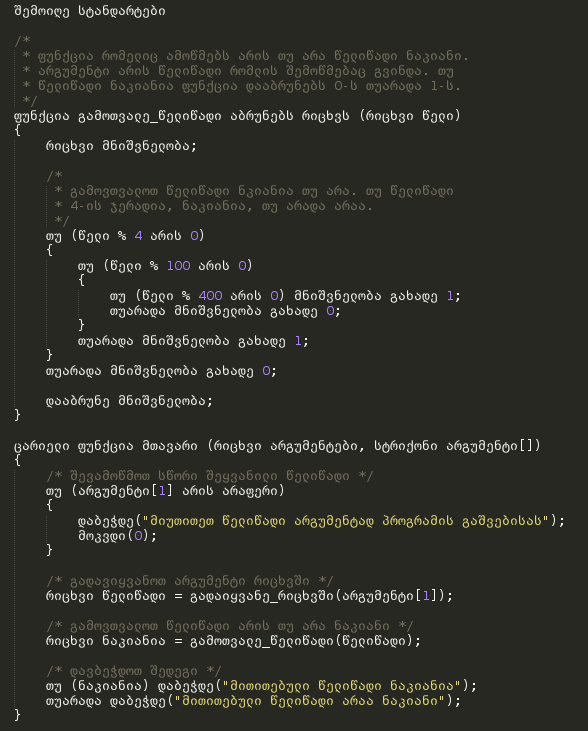 შემოიღე სტანდარტები

/*
 * ფუნქცია რომელიც ამოწმებს არის თუ არა წელიწადი ნაკიანი.
 * არგუმენტი არის წელიწადი რომლის შემოწმებაც გვინდა. თუ
 * წელიწადი ნაკიანია ფუნქცია დააბრუნებს 0-ს თუარადა 1-ს.
 */
ფუნქცია გამოთვალე_წელიწადი აბრუნებს რიცხვს (რიცხვი წელი)
{
    რიცხვი მნიშვნელობა;

    /*
     * გამოვთვალოთ წელიწადი ნკიანია თუ არა. თუ წელიწადი
     * 4-ის ჯერადია, ნაკიანია, თუ არადა არაა.
     */
    თუ (წელი % 4 არის 0)
    {
        თუ (წელი % 100 არის 0)
        {
            თუ (წელი % 400 არის 0) მნიშვნელობა გახადე 1;
            თუარადა მნიშვნელობა გახადე 0;
        }
        თუარადა მნიშვნელობა გახადე 1;
    }
    თუარადა მნიშვნელობა გახადე 0;

    დააბრუნე მნიშვნელობა;
}

ცარიელი ფუნქცია მთავარი (რიცხვი არგუმენტები, სტრიქონი არგუმენტი[])
{
    /* შევამოწმოთ სწორი შეყვანილი წელიწადი */
    თუ (არგუმენტი[1] არის არაფერი)
    {
        დაბეჭდე("მიუთითეთ წელიწადი არგუმენტად პროგრამის გაშვებისას");
        მოკვდი(0);
    }

    /* გადავიყვანოთ არგუმენტი რიცხვში */
    რიცხვი წელიწადი = გადაიყვანე_რიცხვში(არგუმენტი[1]);

    /* გამოვთვალოთ წელიწადი არის თუ არა ნაკიანი */
    რიცხვი ნაკიანია = გამოთვალე_წელიწადი(წელიწადი);

    /* დავბეჭდოთ შედეგი */
    თუ (ნაკიანია) დაბეჭდე("მითითებული წელიწადი ნაკიანია");
    თუარადა დაბეჭდე("მითითებული წელიწადი არაა ნაკიანი");
}